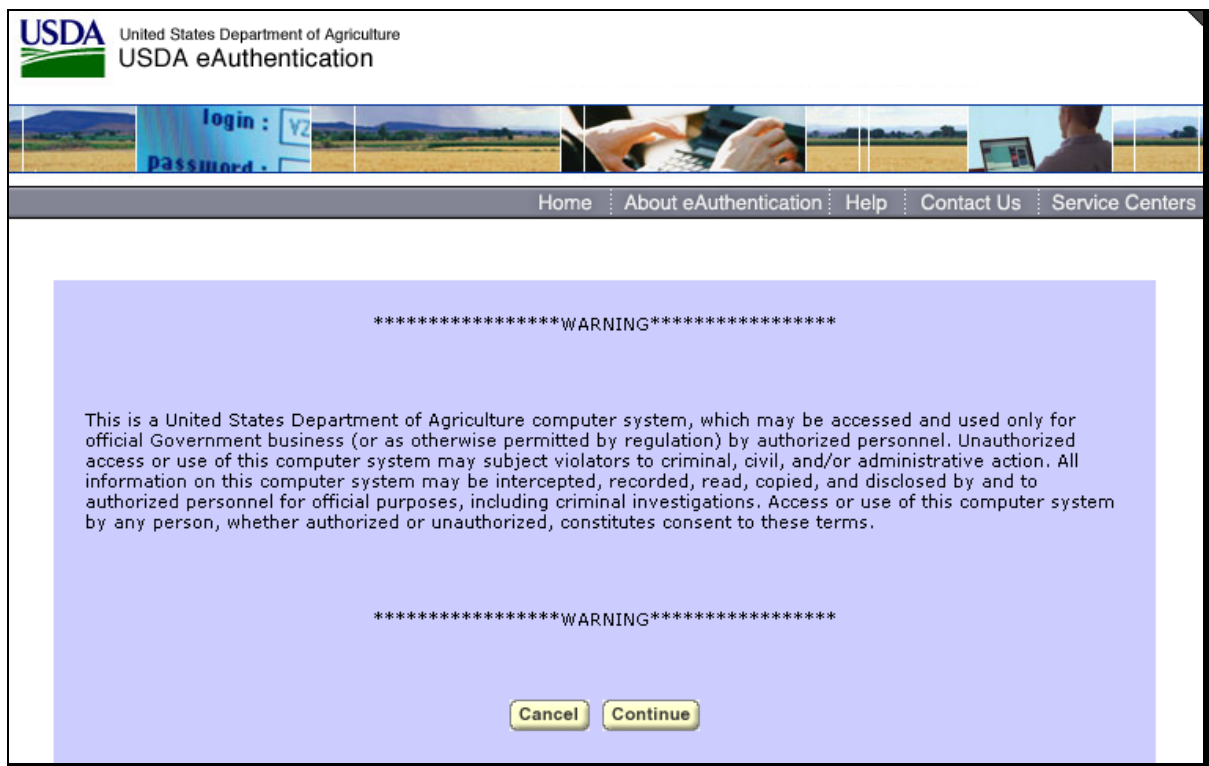 USDA
United States Department of Agriculture
USDA eAuthentication
login :
password :
Home About eAuthentication Help Contact Us Service Centers
*****************WARNING*****************
This is a United States Department of Agriculture computer system, which may be accessed and used only for
official Government business (or as otherwise permitted by regulation) by authorized personnel. Unauthorized
access or use of this computer system may subject violators to criminal, civil, and/or administrative action. All
information on this computer system may be intercepted, recorded, read, copied, and disclosed by and to
authorized personnel for official purposes, including criminal investigations. Access or use of this computer system
by any person, whether authorized or unauthorized, constitutes consent to these terms.
*****************WARNING*****************
Cancel Continue